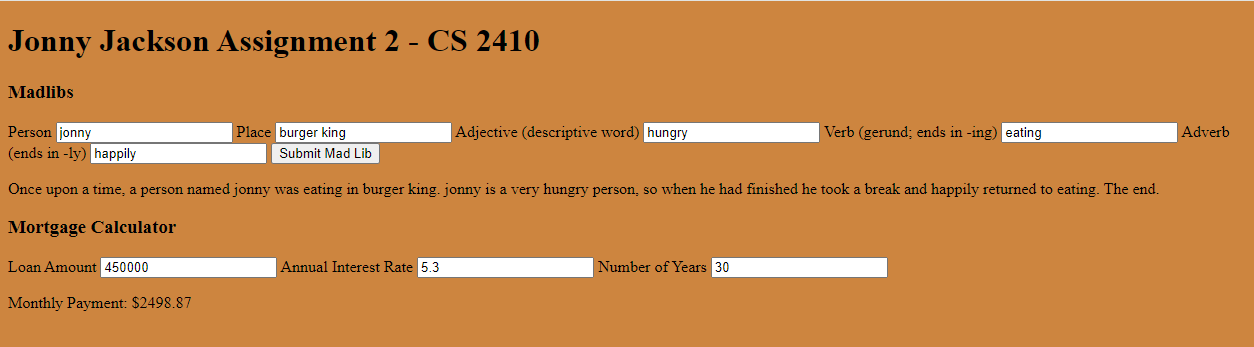 Jonny Jackson Assignment 2 - CS 2410
Madlibs
Person jonny Place burger king Adjective (descriptive word) hungry Verb (gerund; ends in -ing) eating Adverb
(ends in -ly) happily Submit Mad Lib
Once upon a time, a person named jonny was eating in burger king. jonny is a very hungry person, so when he had finished he took a break and happily returned to eating. The end.
Mortgage Calculator
Loan Amount 450000 Annual Interest Rate 5.3 Number of Years 30
Monthly Payment: $2498.87